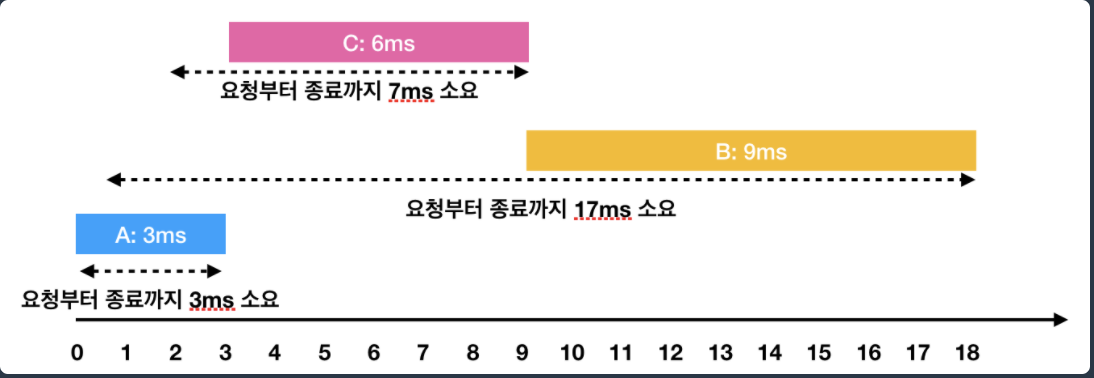 C: 6ms
요청부터 종료까지 7ms 소요
B: 9ms
요청부터 종료까지 17ms 소요
A: 3ms
요청부터 종료까지 3ms 소요
0 1 2 3 4 5 6 7 8 9 10 11 12 13 14 15 16 17 18